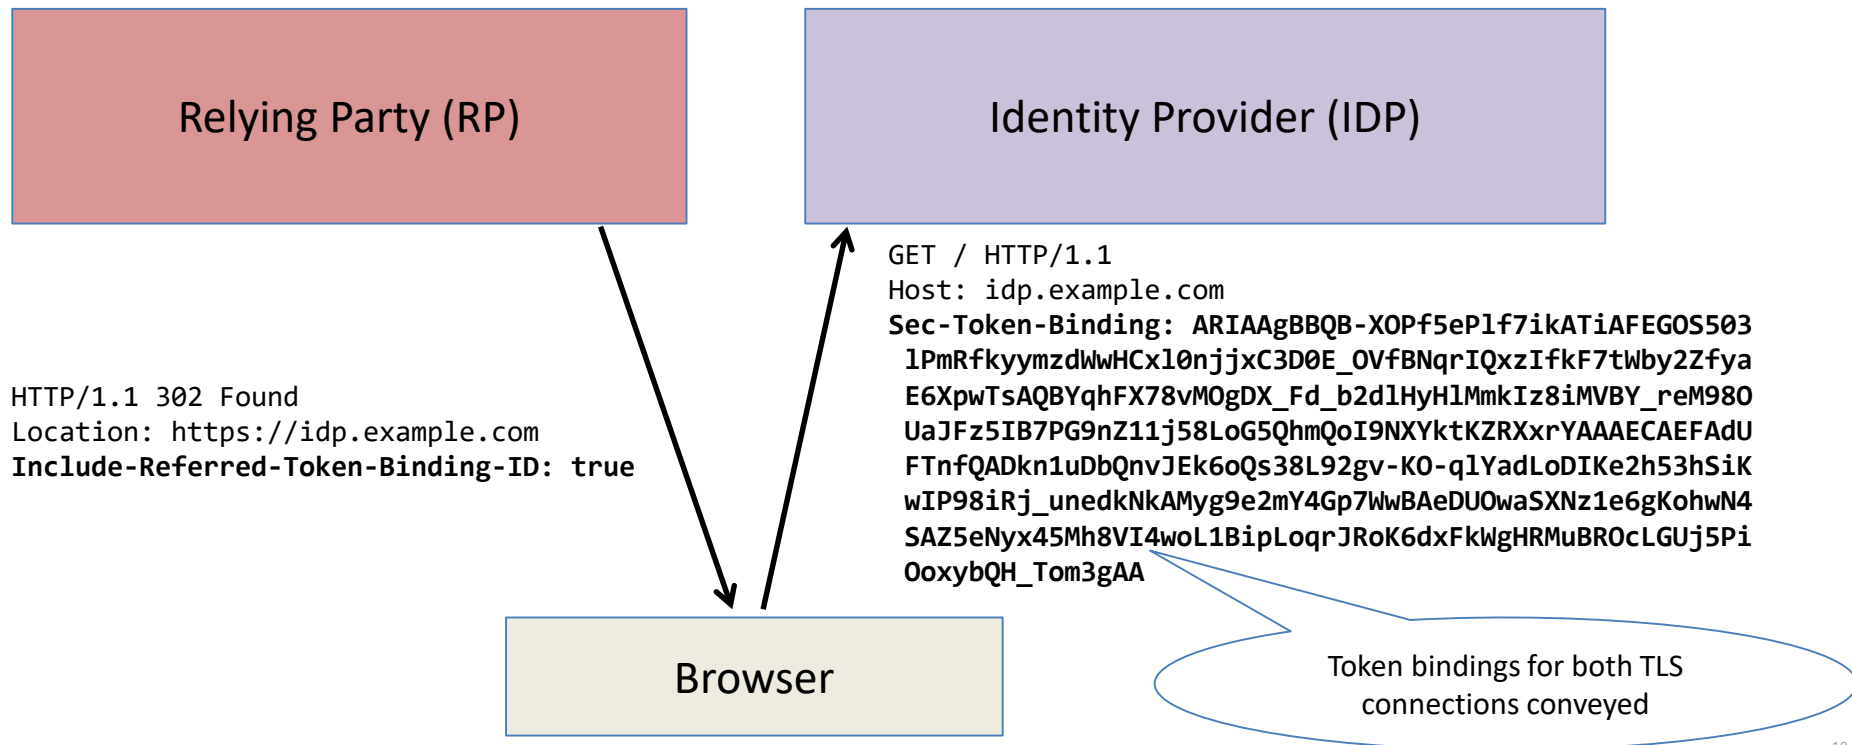 Relying Party (RP)
Identity Provider (IDP)
GET / HTTP/1.1
Host: idp.example.com
Sec-Token-Binding: ARIAAgBBQB-XOPf5ePlf7ikATiAFEGOS503
lPmRfkyymzdWwHCxl0njjxC3D0E_OVfBNqrIQxzIfkF7tWby2Zfya
E6XpwTsAQBYqhFX78vMOgDX_Fd_b2dlHyHlMmkIz8iMVBY_reM98O
UaJFz5IB7PG9nZ11j58LoG5QhmQoI9NXYktKZRXxrYAAAECAEFAdU
FTnfQADkn1uDbQnvJEk6oQs38L92gv-KO-qlYadLoDIKe2h53hSiK
wIP98iRj_unedkNkAMyg9e2mY4Gp7WwBAeDUOwaSXNz1e6gKohwN4
SAZ5eNyx45Mh8VI4woL1BipLoqrJRoK6dxFkWgHRMuBROcLGUj5Pi
OoxybQH_Tom3gAA
HTTP/1.1 302 Found
Location: https://idp.example.com
Include-Referred-Token-Binding-ID: true
Browser
Token bindings for both TLS
connections conveyed